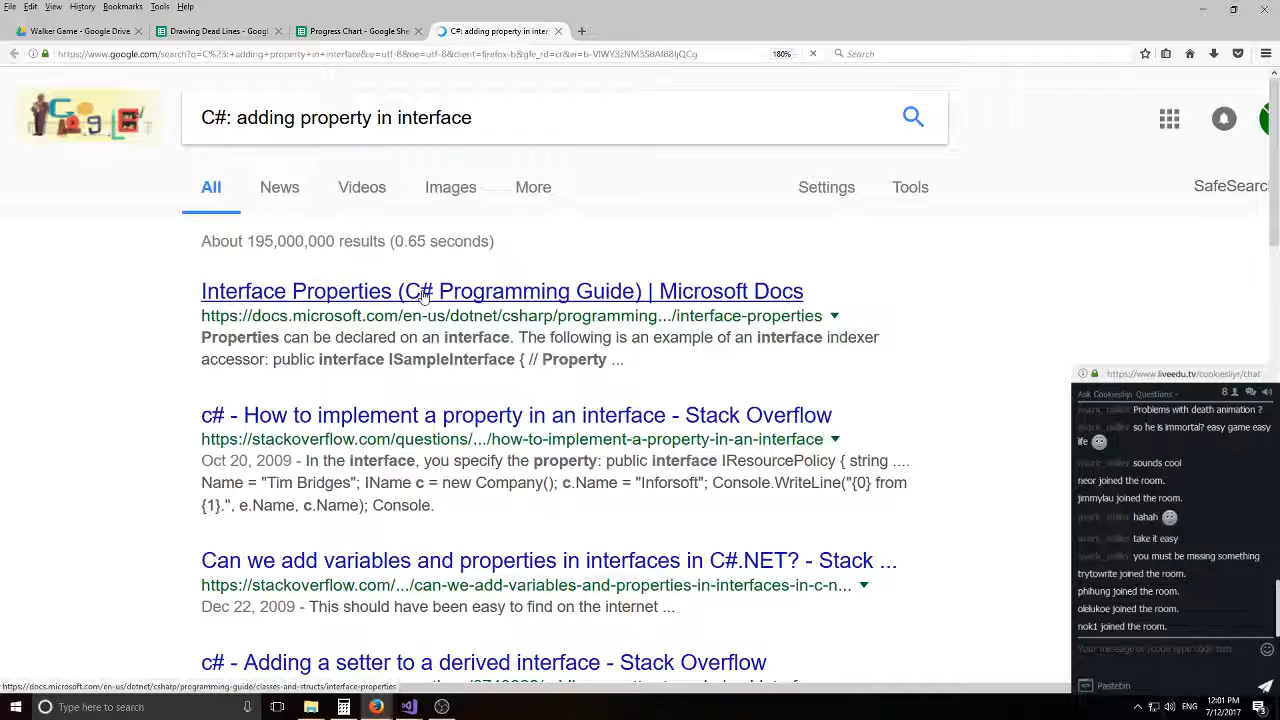 File Edit View History Bookmarks Tools Help
Walker Game - Google Drive
Drawing Dead Lines - Google
Progress Chart - Google She
C#: adding property in inter
180%
Search
C#: adding property in interface
All News Videos Images More Settings Tools
SafeSearc
About 195,000,000 results (0.65 seconds)
Interface Properties (C# Programming Guide) | Microsoft Docs
https://docs.microsoft.com/en-us/dotnet/csharp/programming.../interface-properties
Properties can be declared on an interface. The following is an example of an interface indexer
accessor: public interface ISampleInterface { // Property ...
c# - How to implement a property in an interface - Stack Overflow
https://stackoverflow.com/questions/.../how-to-implement-a-property-in-an-interface
Oct 20, 2009 - In the interface, you specify the property: public interface IResourcePolicy { string ....
Name = "Tim Bridges"; IName c = new Company(); c.Name = "Inforsoft"; Console.WriteLine("{0} from
{1}.", e.Name, c.Name); Console.
Can we add variables and properties in interfaces in C#.NET? - Stack ...
https://stackoverflow.com/.../can-we-add-variables-and-properties-in-interfaces-in-c-n...
Dec 22, 2009 - This should have been easy to find on the internet ...
c# - Adding a setter to a derived interface - Stack Overflow
https://www.liveedu.tv/cookiesliyr/chat
Questions - 8
Problems with death animation ?
so he is immortal? easy game easy
life
sounds cool
neor joined the room.
jimmylau joined the room.
hahah
take it easy
you must be missing something
trytowrite joined the room.
phihung joined the room.
olelukoe joined the room.
nok1 joined the room.
Pastebin
Type here to search
ENG
12:01 PM
7/12/2017